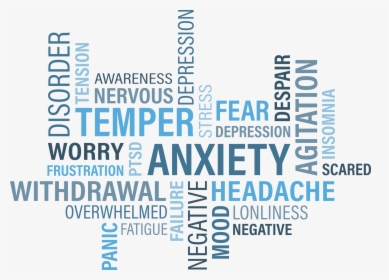 DISORDER
TENSION
AWARENESS
NERVOUS
DEPRESSION
TEMPER
STRESS
FEAR
DESPAIR
DEPRESSION
AGITATION
INSOMNIA
WORRY
FRUSTRATION
PTSD
ANXIETY
SCARED
WITHDRAWAL
FAILURE
NEGATIVE
HEADACHE
OVERWHELMED
MOOD
LONLINESS
PANIC
FATIGUE
NEGATIVE